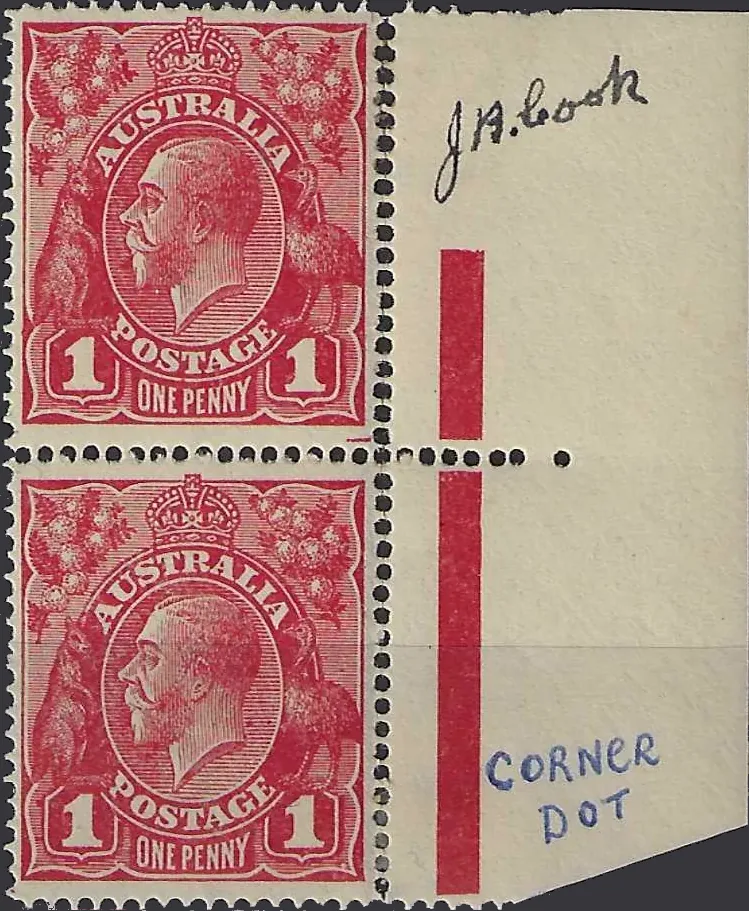 AUSTRALIA
POSTAGE
1 ONE PENNY 1
J.A. Cook
AUSTRALIA
POSTAGE
1 ONE PENNY 1
CORNER
DOT